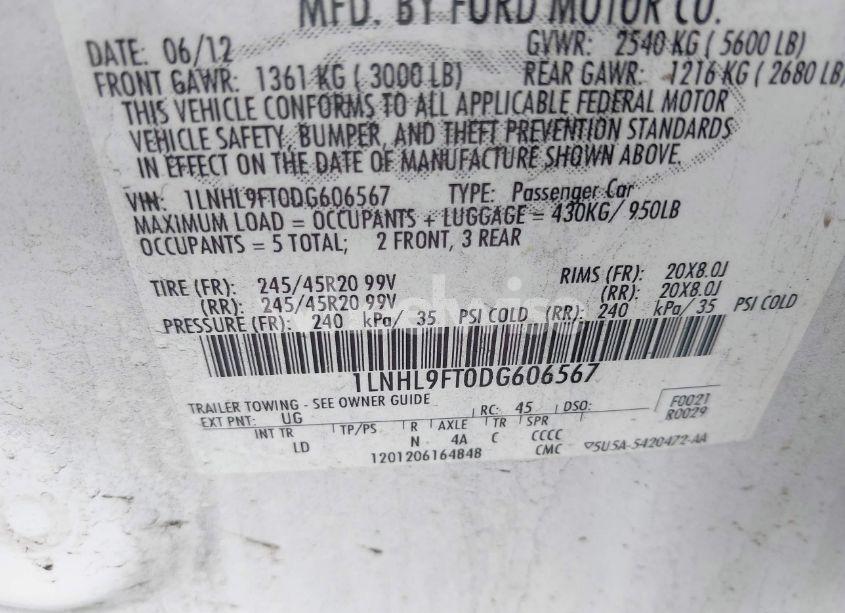 MFD. BY FORD MOTOR CO.
DATE: 06/12 GVWR: 2540 KG ( 5600 LB)
FRONT GAWR: 1361 KG ( 3000 LB) REAR GAWR: 1216 KG ( 2680 LB)
THIS VEHICLE CONFORMS TO ALL APPLICABLE FEDERAL MOTOR
VEHICLE SAFETY, BUMPER, AND THEFT PREVENTION STANDARDS
IN EFFECT ON THE DATE OF MANUFACTURE SHOWN ABOVE.
VIN: 1LNHL9FT0DG606567 TYPE: Passenger Car
MAXIMUM LOAD = OCCUPANTS + LUGGAGE = 430KG/ 950LB
OCCUPANTS = 5 TOTAL; 2 FRONT, 3 REAR
TIRE (FR): 245/45R20 99V RIMS (FR): 20X8.0J
(RR): 245/45R20 99V (RR): 20X8.0J
PRESSURE (FR): 240 kPa/ 35 PSI COLD (RR): 240 kPa/ 35 PSI COLD
1LNHL9FT0DG606567
TRAILER TOWING - SEE OWNER GUIDE
EXT PNT: UG RC: 45 DSO: F0021
R0029
INT TR TP/PS R AXLE TR SPR
LD N 4A C CCCC
1201206164848 CMC 5U5A-5420472-AA